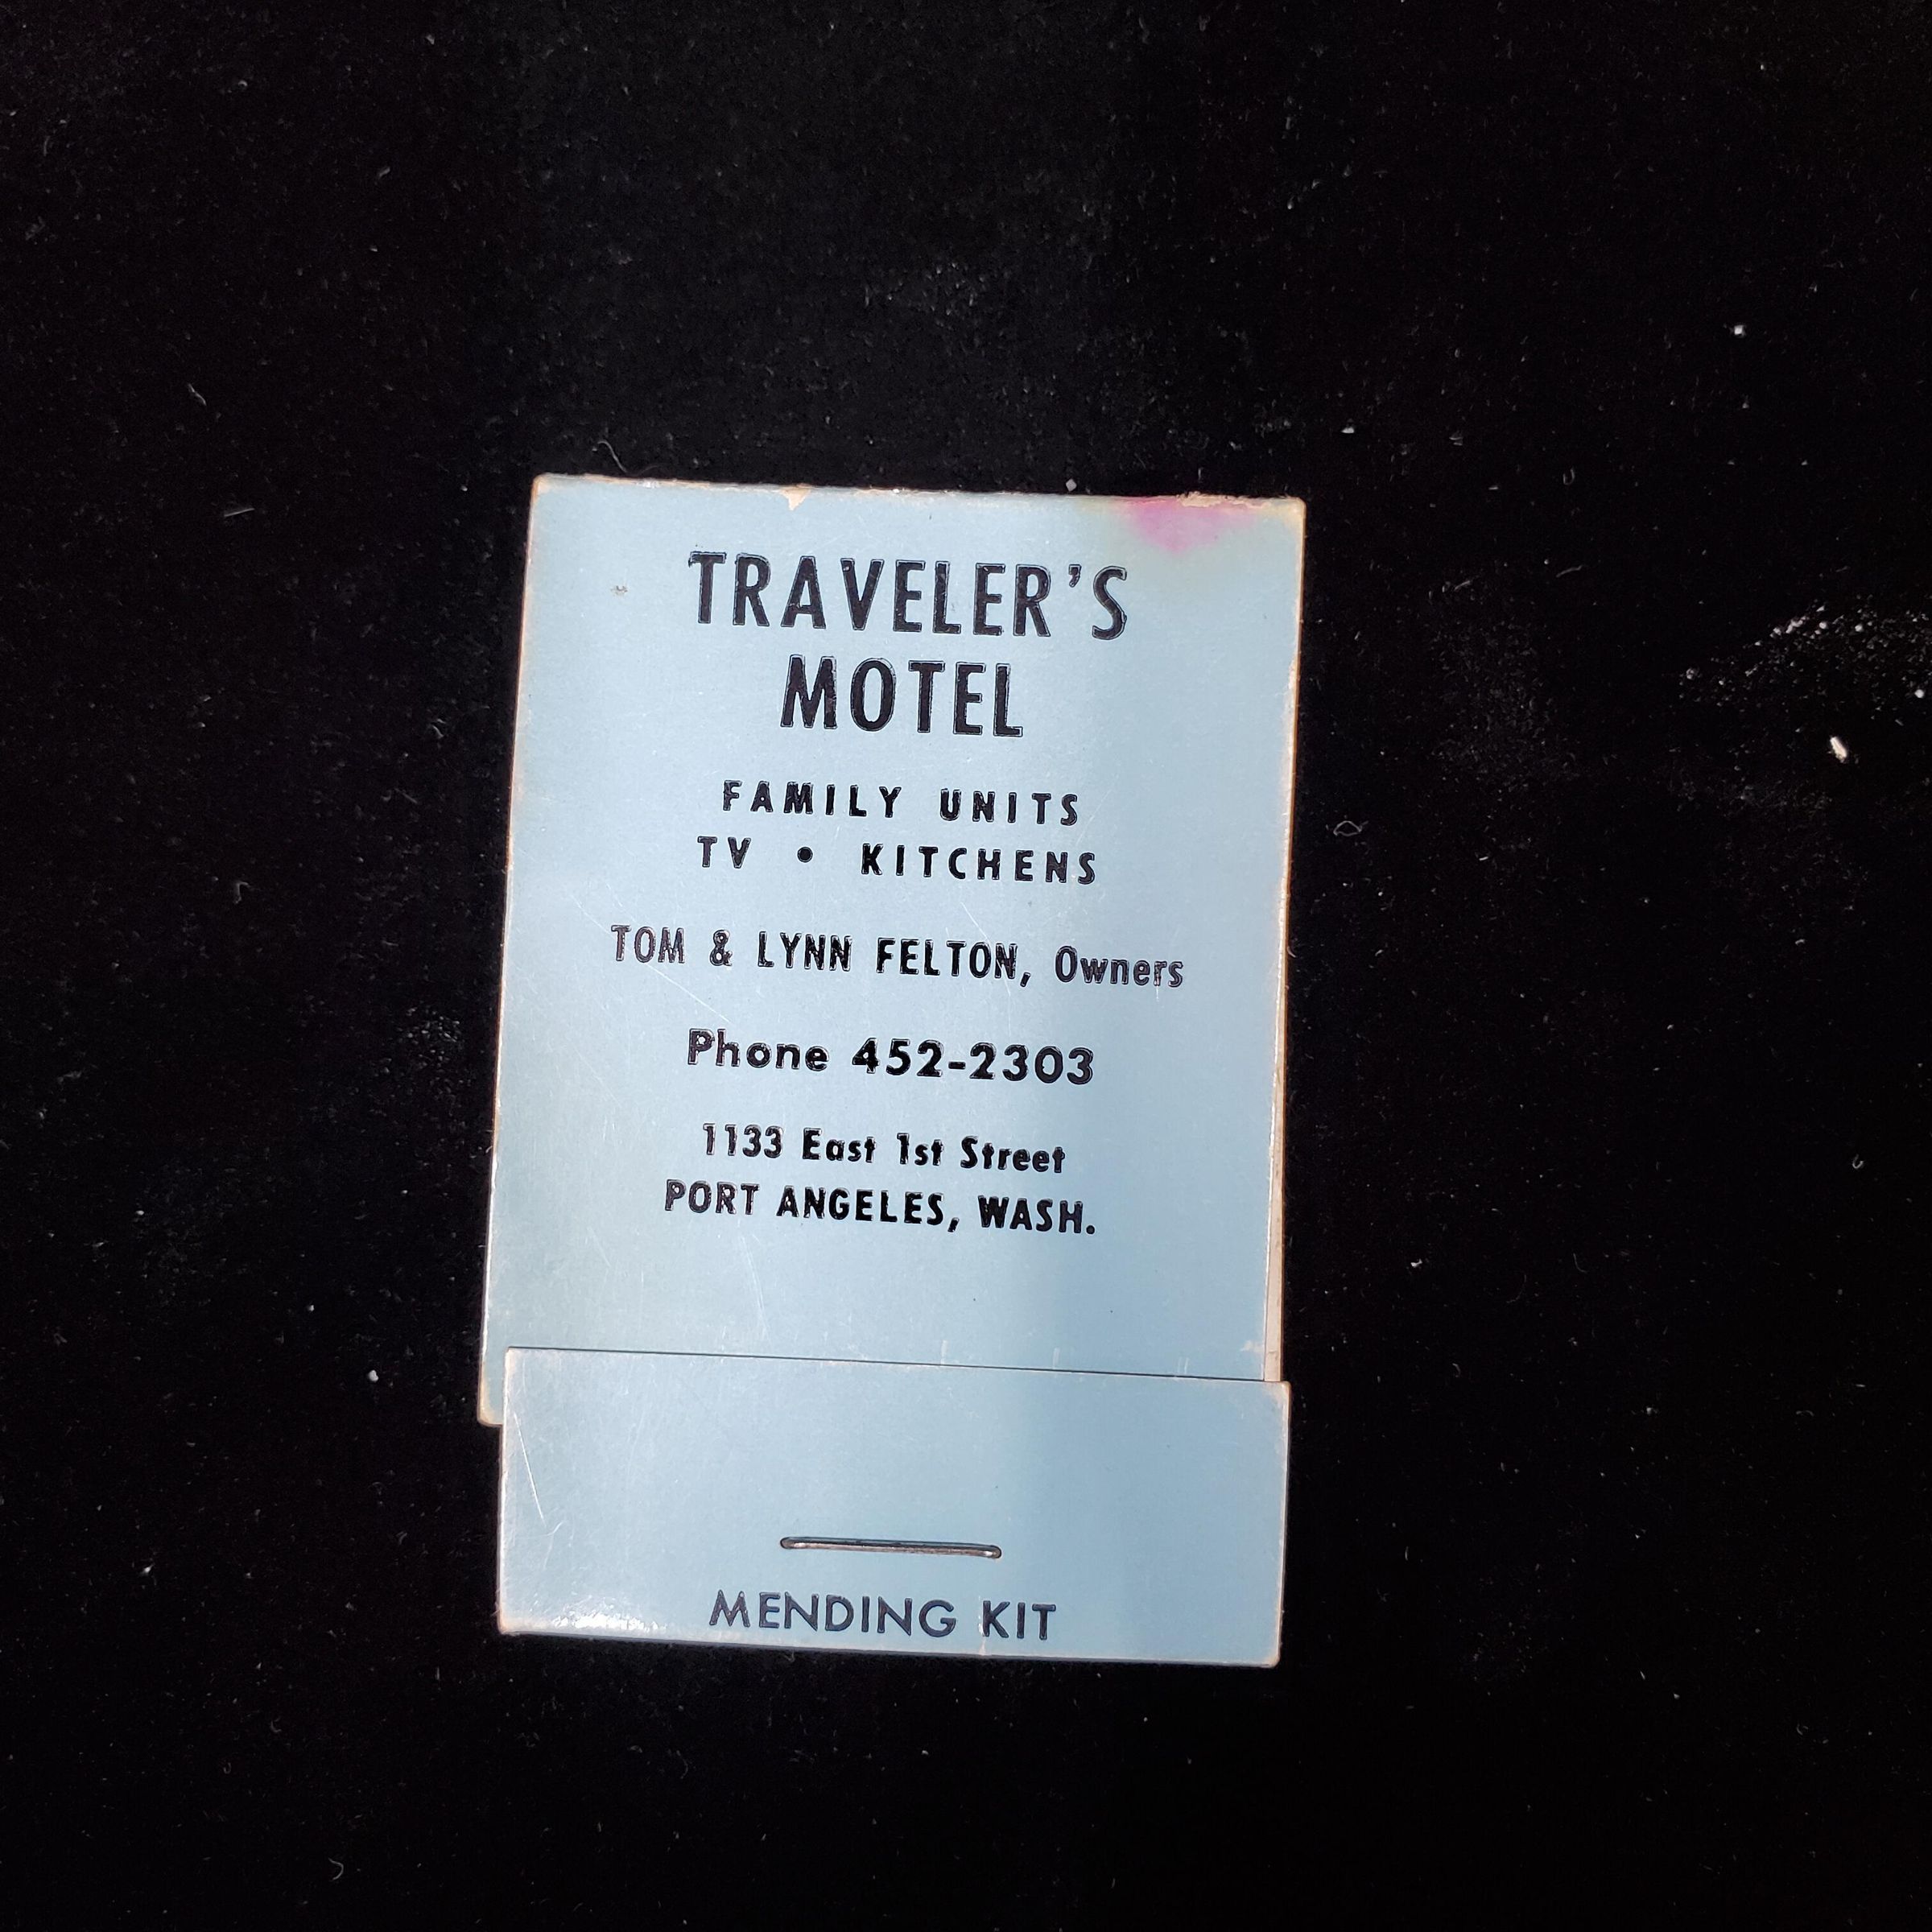 TRAVELER'S
MOTEL
FAMILY UNITS
TV • KITCHENS
TOM & LYNN FELTON, Owners
Phone 452-2303
1133 East 1st Street
PORT ANGELES, WASH.
MENDING KIT